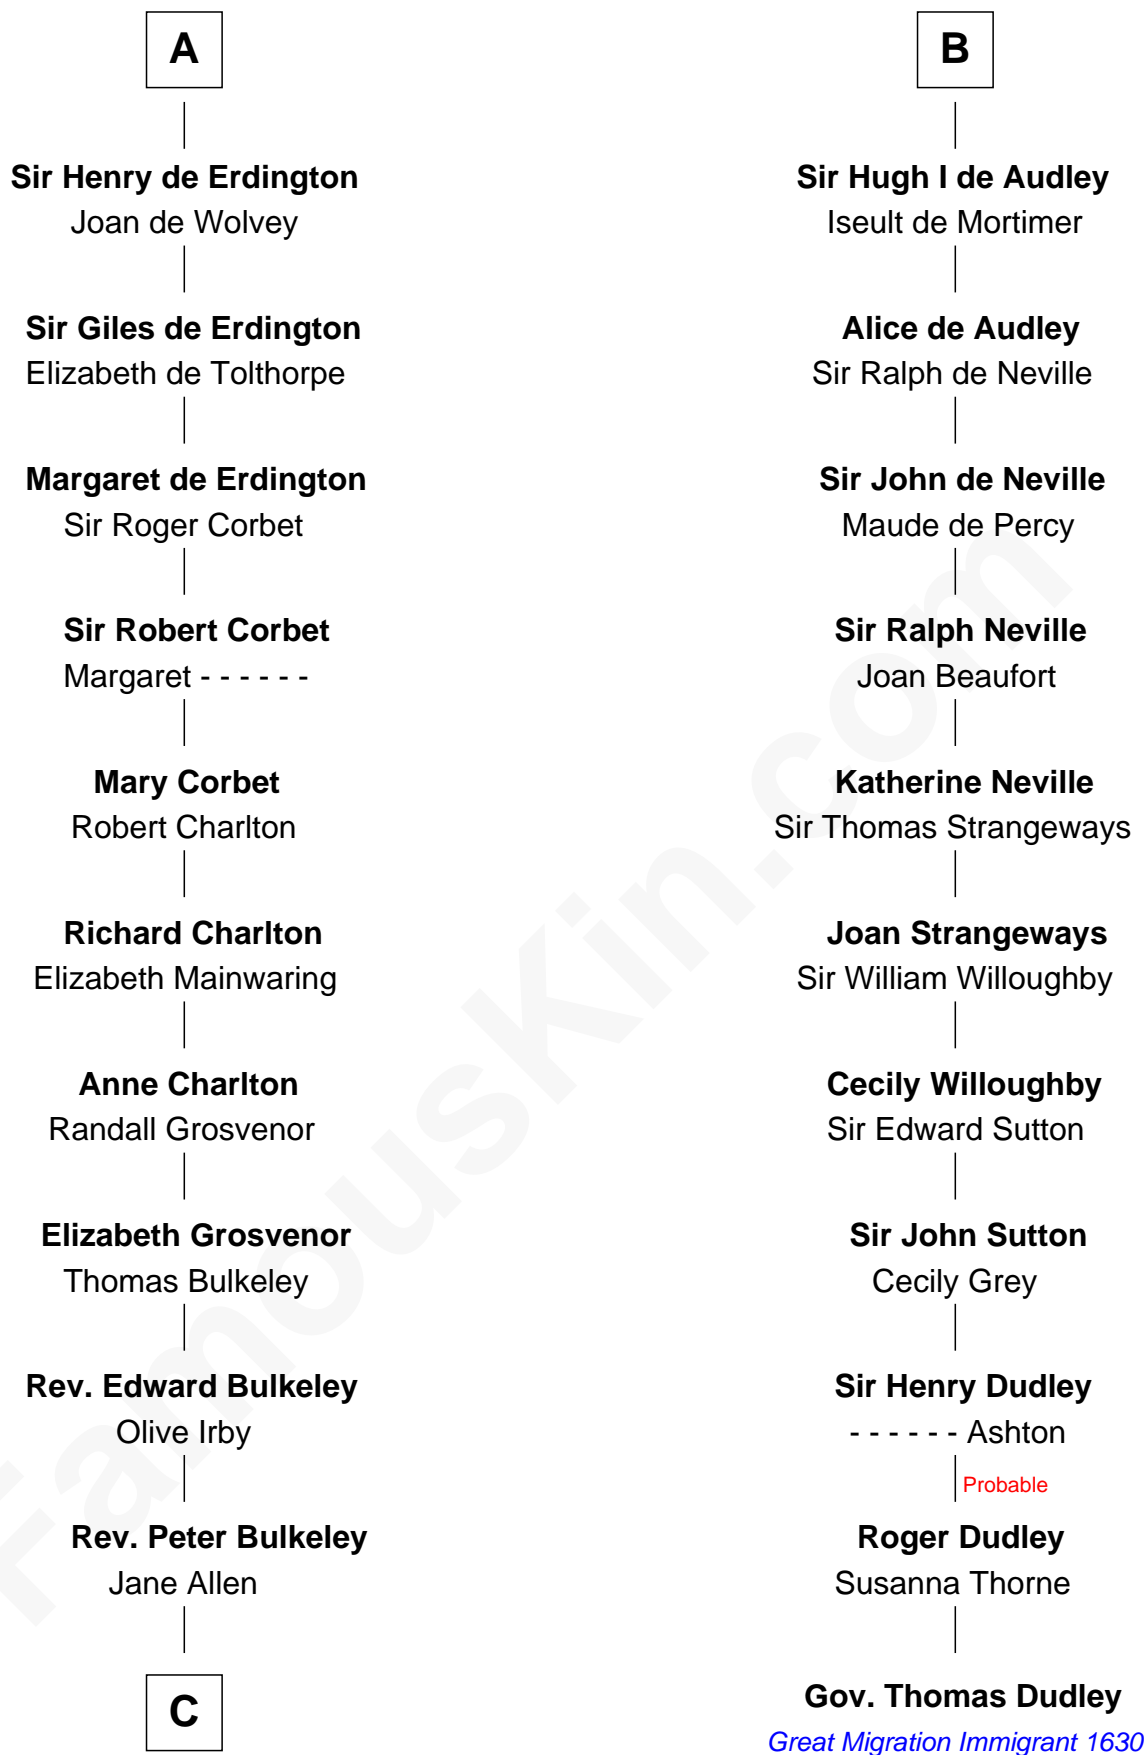 A
Sir Henry de Erdington
Joan de Wolvey
Sir Giles de Erdington
Elizabeth de Tolthorpe
Margaret de Erdington
Sir Roger Corbet
Sir Robert Corbet
Margaret - - - - - -
Mary Corbet
Robert Charlton
Richard Charlton
Elizabeth Mainwaring
Anne Charlton
Randall Grosvenor
Elizabeth Grosvenor
Thomas Bulkeley
Rev. Edward Bulkeley
Olive Irby
Rev. Peter Bulkeley
Jane Allen
C
B
Sir Hugh I de Audley
Iseult de Mortimer
Alice de Audley
Sir Ralph de Neville
Sir John de Neville
Maude de Percy
Sir Ralph Neville
Joan Beaufort
Katherine Neville
Sir Thomas Strangeways
Joan Strangeways
Sir William Willoughby
Cecily Willoughby
Sir Edward Sutton
Sir John Sutton
Cecily Grey
Sir Henry Dudley
- - - - - - Ashton
Probable
Roger Dudley
Susanna Thorne
Gov. Thomas Dudley
Great Migration Immigrant 1630
FamousKin.com